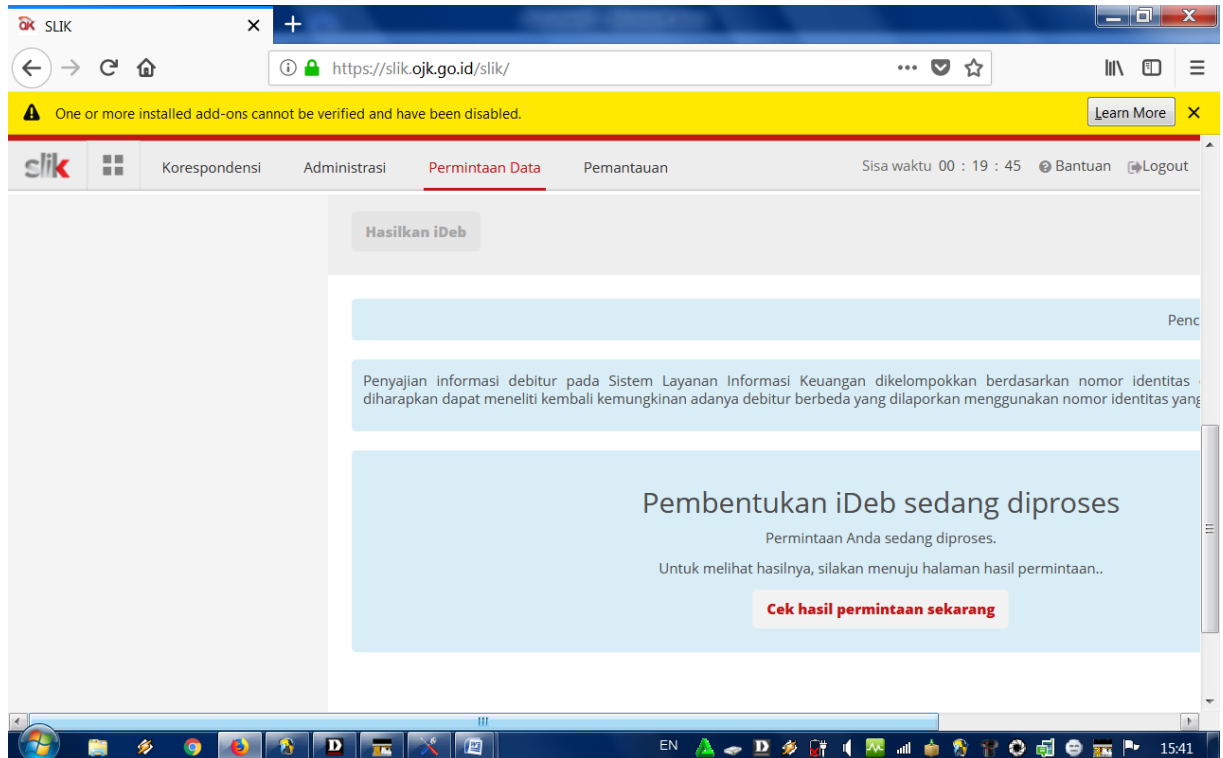 SLIK
https://slik.ojk.go.id/slik/
One or more installed add-ons cannot be verified and have been disabled.
Learn More
slik Korespondensi Administrasi Permintaan Data Pemantauan Sisa waktu 00 : 19 : 45 Bantuan Logout
Hasilkan iDeb
Penyajian informasi debitur pada Sistem Layanan Informasi Keuangan dikelompokkan berdasarkan nomor identitas
diharapkan dapat meneliti kembali kemungkinan adanya debitur berbeda yang dilaporkan menggunakan nomor identitas yang
Pembentukan iDeb sedang diproses
Permintaan Anda sedang diproses.
Untuk melihat hasilnya, silakan menuju halaman hasil permintaan..
Cek hasil permintaan sekarang
EN 15:41